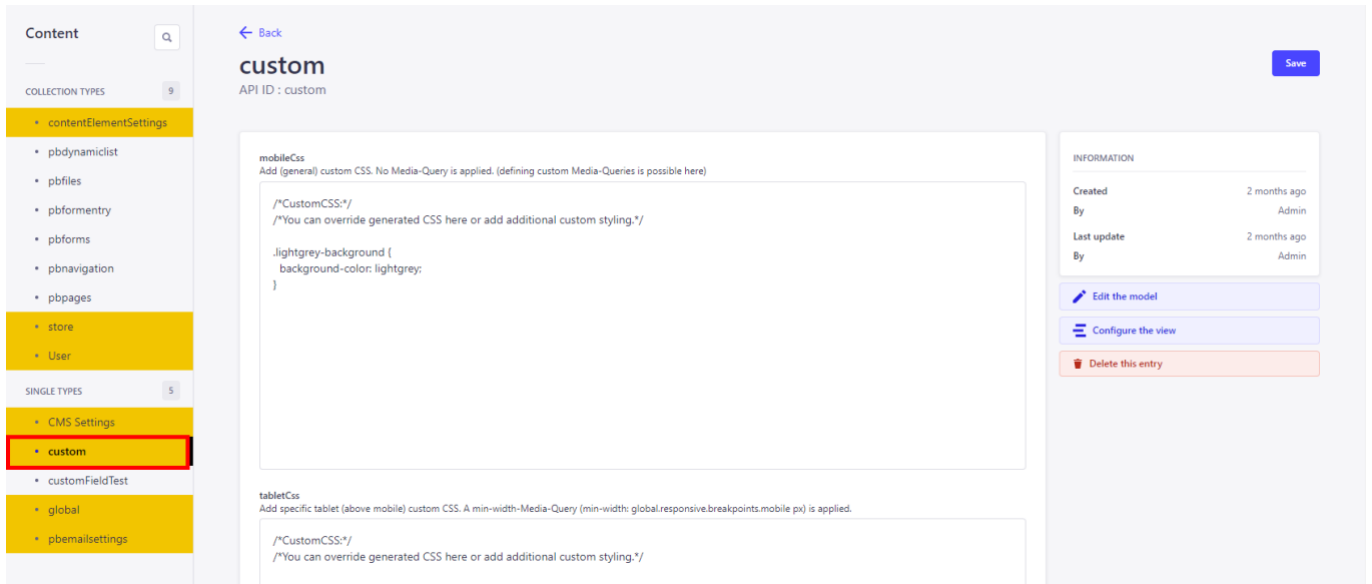 Content
COLLECTION TYPES 9
contentElementSettings
pbdynamiclist
pbfiles
pbformentry
pbforms
pbnavigation
pbpages
store
User
SINGLE TYPES 5
CMS Settings
custom
customFieldTest
global
pbemailsettings
Back
custom
API ID : custom
Save
mobileCss
Add (general) custom CSS. No Media-Query is applied. (defining custom Media-Queries is possible here)
/*CustomCSS:*/
/*You can override generated CSS here or add additional custom styling.*/
.lightgrey-background {
background-color: lightgrey;
}
tabletCss
Add specific tablet (above mobile) custom CSS. A min-width-Media-Query (min-width: global.responsive.breakpoints.mobile px) is applied.
/*CustomCSS:*/
/*You can override generated CSS here or add additional custom styling.*/
INFORMATION
Created 2 months ago
By Admin
Last update 2 months ago
By Admin
Edit the model
Configure the view
Delete this entry